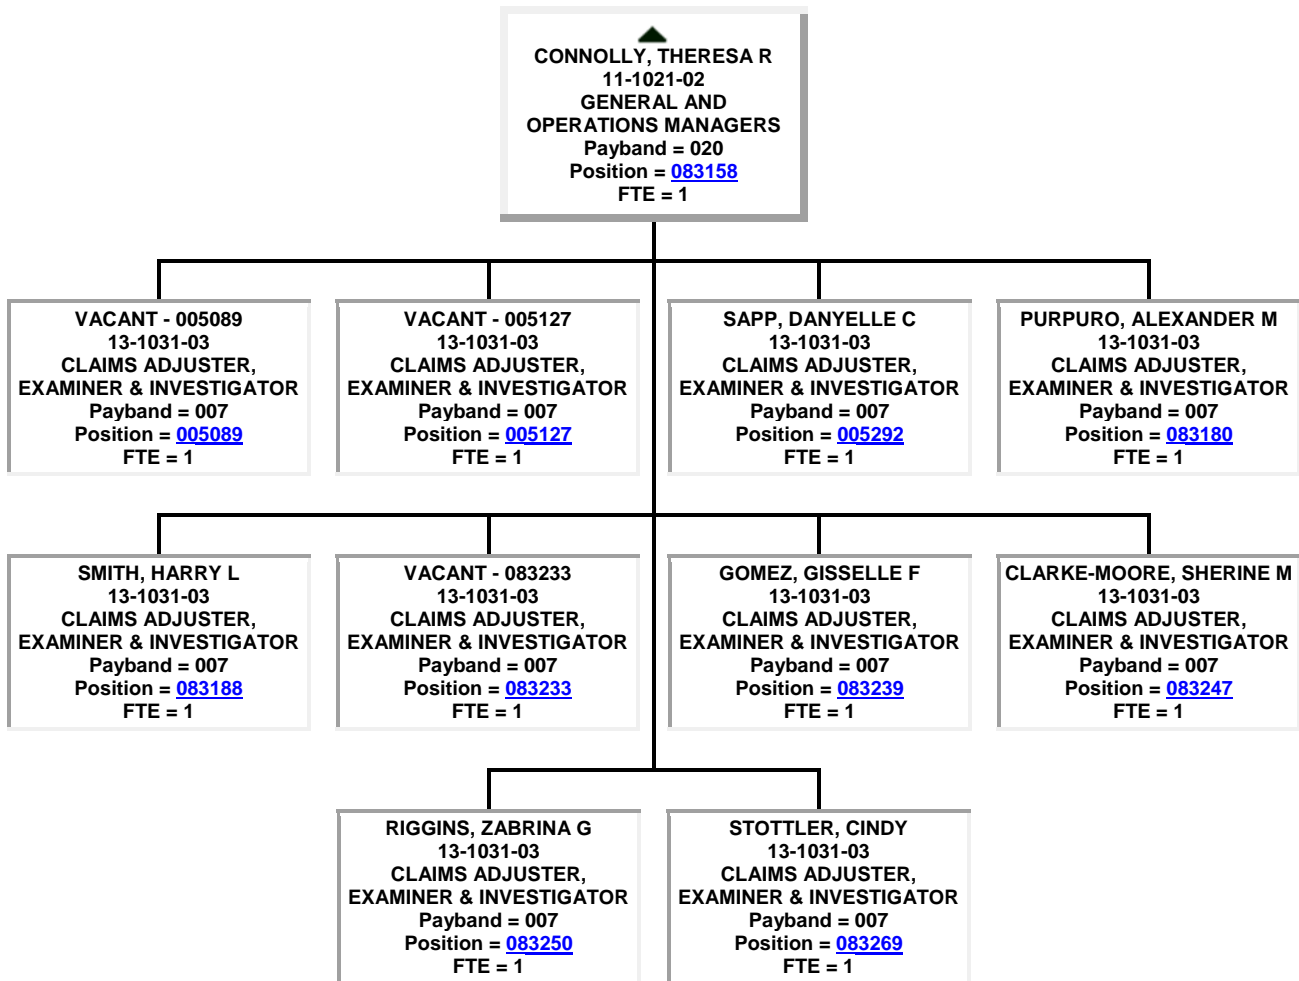 CONNOLLY, THERESA R
11-1021-02
GENERAL AND
OPERATIONS MANAGERS
Payband = 020
Position = 083158
FTE = 1
VACANT - 005089
13-1031-03
CLAIMS ADJUSTER,
EXAMINER & INVESTIGATOR
Payband = 007
Position = 005089
FTE = 1
VACANT - 005127
13-1031-03
CLAIMS ADJUSTER,
EXAMINER & INVESTIGATOR
Payband = 007
Position = 005127
FTE = 1
SAPP, DANYELLE C
13-1031-03
CLAIMS ADJUSTER,
EXAMINER & INVESTIGATOR
Payband = 007
Position = 005292
FTE = 1
PURPURO, ALEXANDER M
13-1031-03
CLAIMS ADJUSTER,
EXAMINER & INVESTIGATOR
Payband = 007
Position = 083180
FTE = 1
SMITH, HARRY L
13-1031-03
CLAIMS ADJUSTER,
EXAMINER & INVESTIGATOR
Payband = 007
Position = 083188
FTE = 1
VACANT - 083233
13-1031-03
CLAIMS ADJUSTER,
EXAMINER & INVESTIGATOR
Payband = 007
Position = 083233
FTE = 1
GOMEZ, GISSELLE F
13-1031-03
CLAIMS ADJUSTER,
EXAMINER & INVESTIGATOR
Payband = 007
Position = 083239
FTE = 1
CLARKE-MOORE, SHERINE M
13-1031-03
CLAIMS ADJUSTER,
EXAMINER & INVESTIGATOR
Payband = 007
Position = 083247
FTE = 1
RIGGINS, ZABRINA G
13-1031-03
CLAIMS ADJUSTER,
EXAMINER & INVESTIGATOR
Payband = 007
Position = 083250
FTE = 1
STOTTLER, CINDY
13-1031-03
CLAIMS ADJUSTER,
EXAMINER & INVESTIGATOR
Payband = 007
Position = 083269
FTE = 1